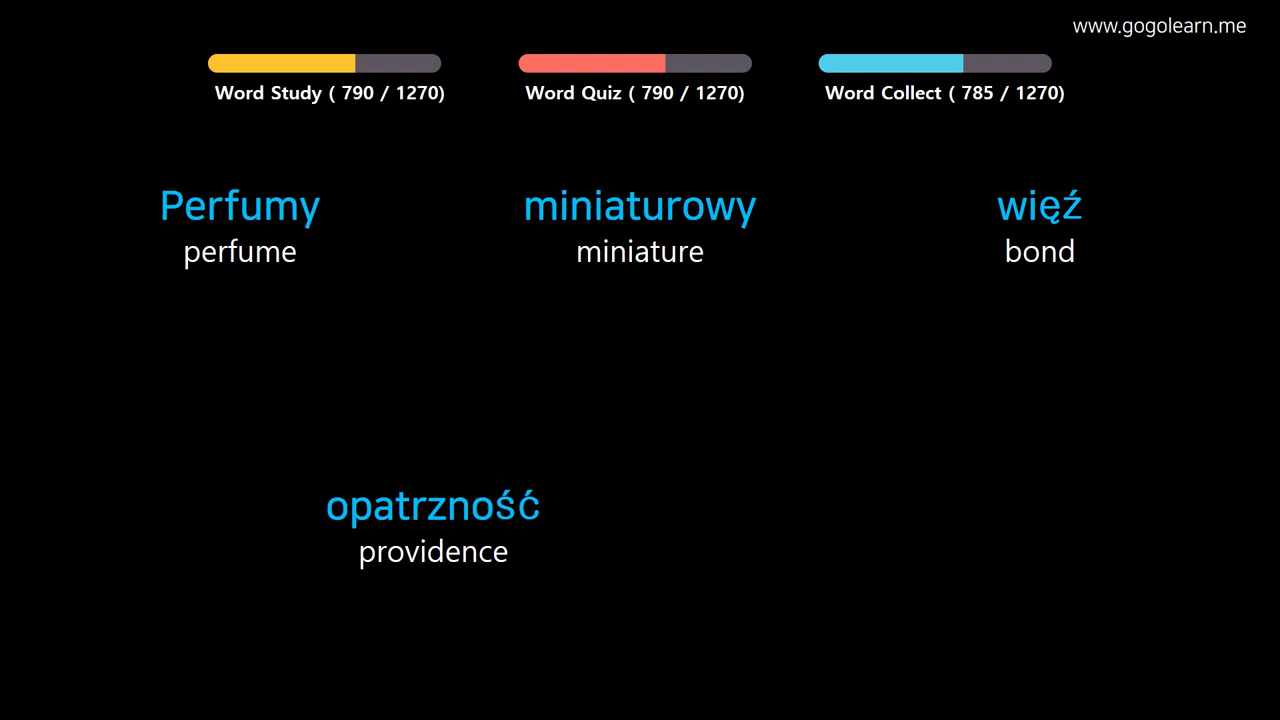 www.gogolearn.me
Word Study ( 790 / 1270)
Word Quiz ( 790 / 1270)
Word Collect ( 785 / 1270)
Perfumy
perfume
miniaturowy
miniature
więź
bond
opatrzność
providence